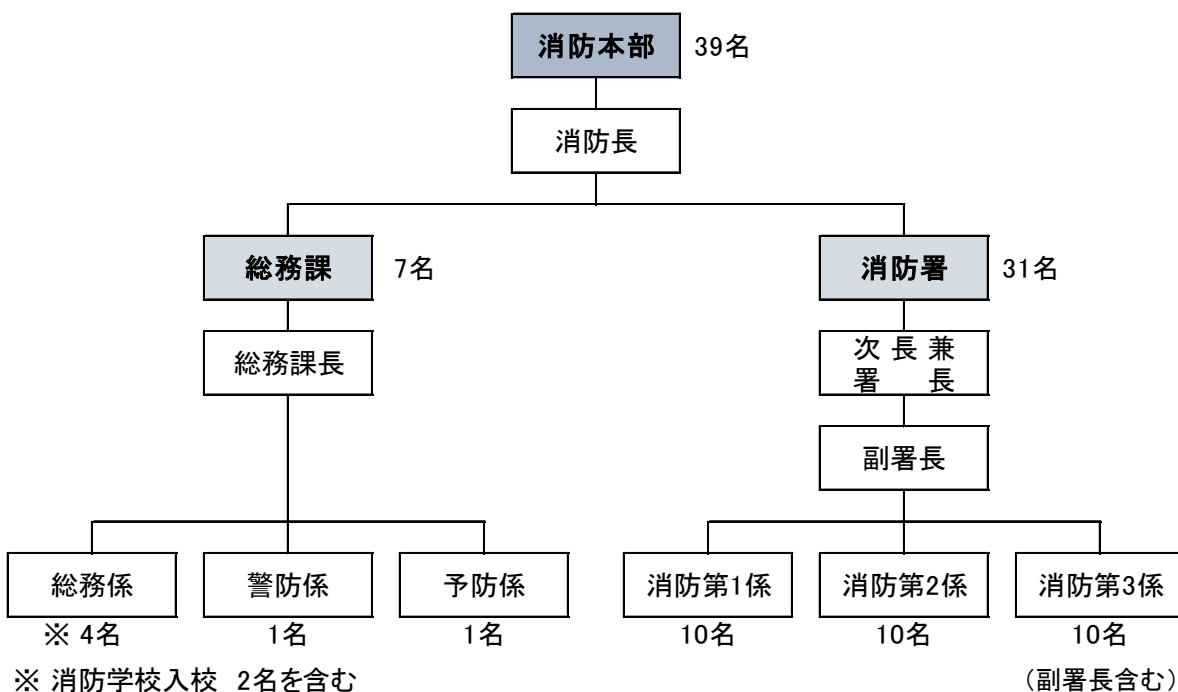 消防本部 39名
消防長
総務課 7名
消防署 31名
総務課長
次長兼
署長
副署長
総務係
警防係
予防係
消防第1係
消防第2係
消防第3係
※ 4名
1名
1名
10名
10名
10名
※ 消防学校入校 2名を含む
(副署長含む)